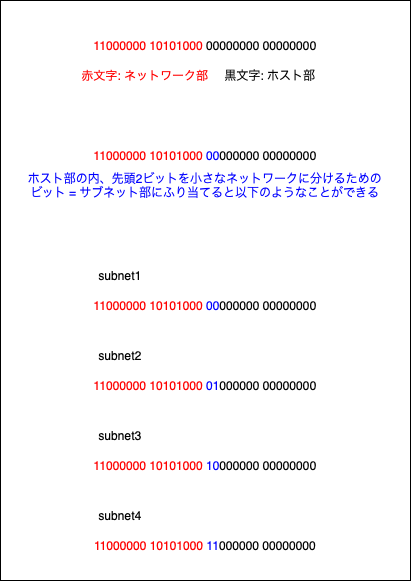 11000000 10101000 00000000 00000000
赤文字: ネットワーク部 黒文字: ホスト部
11000000 10101000 00000000 00000000
ホスト部の内、先頭2ビットを小さなネットワークに分けるための
ビット = サブネット部にふり当てると以下のようなことができる
subnet1
11000000 10101000 00000000 00000000
subnet2
11000000 10101000 01000000 00000000
subnet3
11000000 10101000 10000000 00000000
subnet4
11000000 10101000 11000000 00000000